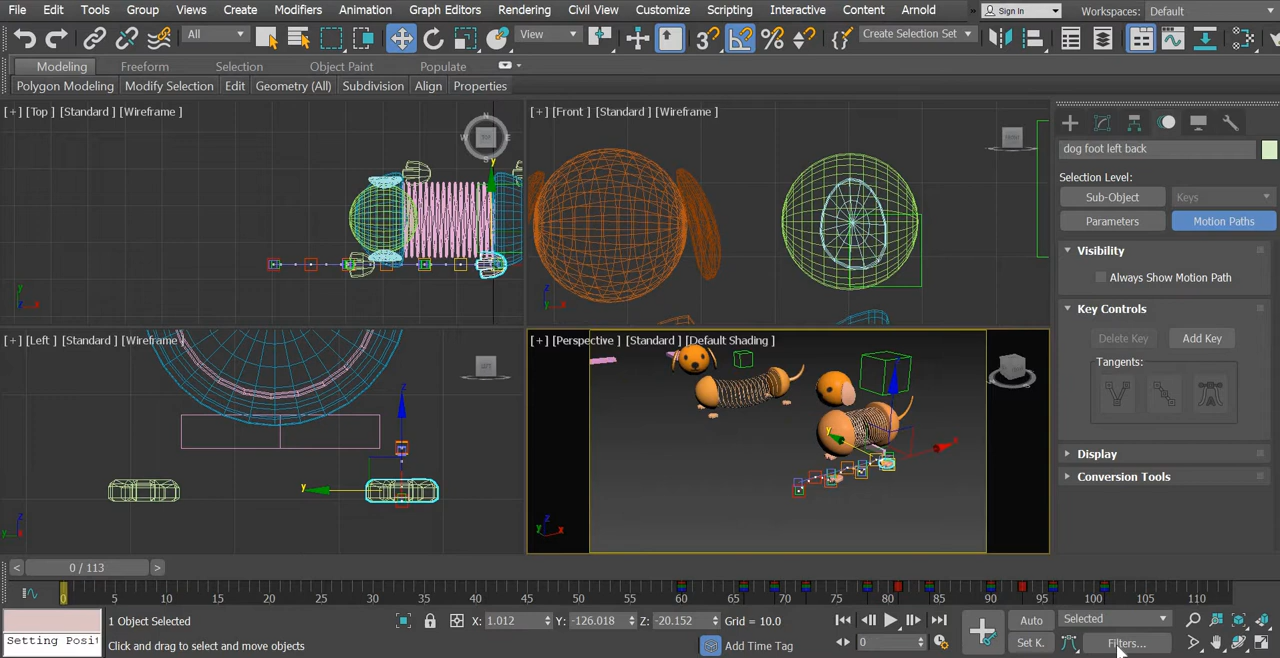 File Edit Tools Group Views Create Modifiers Animation Graph Editors Rendering Civil View Customize Scripting Interactive Content Arnold » Sign In Workspaces: Default
All View Create Selection Set
Modeling Freeform Selection Object Paint Populate
Polygon Modeling Modify Selection Edit Geometry (All) Subdivision Align Properties
[+] [Top] [Standard] [Wireframe]
[+] [Front] [Standard] [Wireframe]
dog foot left back
Selection Level:
Sub-Object Keys
Parameters Motion Paths
Visibility
Always Show Motion Path
Key Controls
Delete Key Add Key
Tangents:
[+] [Left] [Standard] [Wireframe]
[+] [Perspective] [Standard] [Default Shading]
Display
Conversion Tools
< 0 / 113 >
0 5 10 15 20 25 30 35 40 45 50 55 60 65 70 75 80 85 90 95 100 105 110
1 Object Selected X: 1.012 Y: -126.018 Z: -20.152 Grid = 10.0 Auto Selected
Setting Posit Click and drag to select and move objects Add Time Tag 0 Set K. Filters...